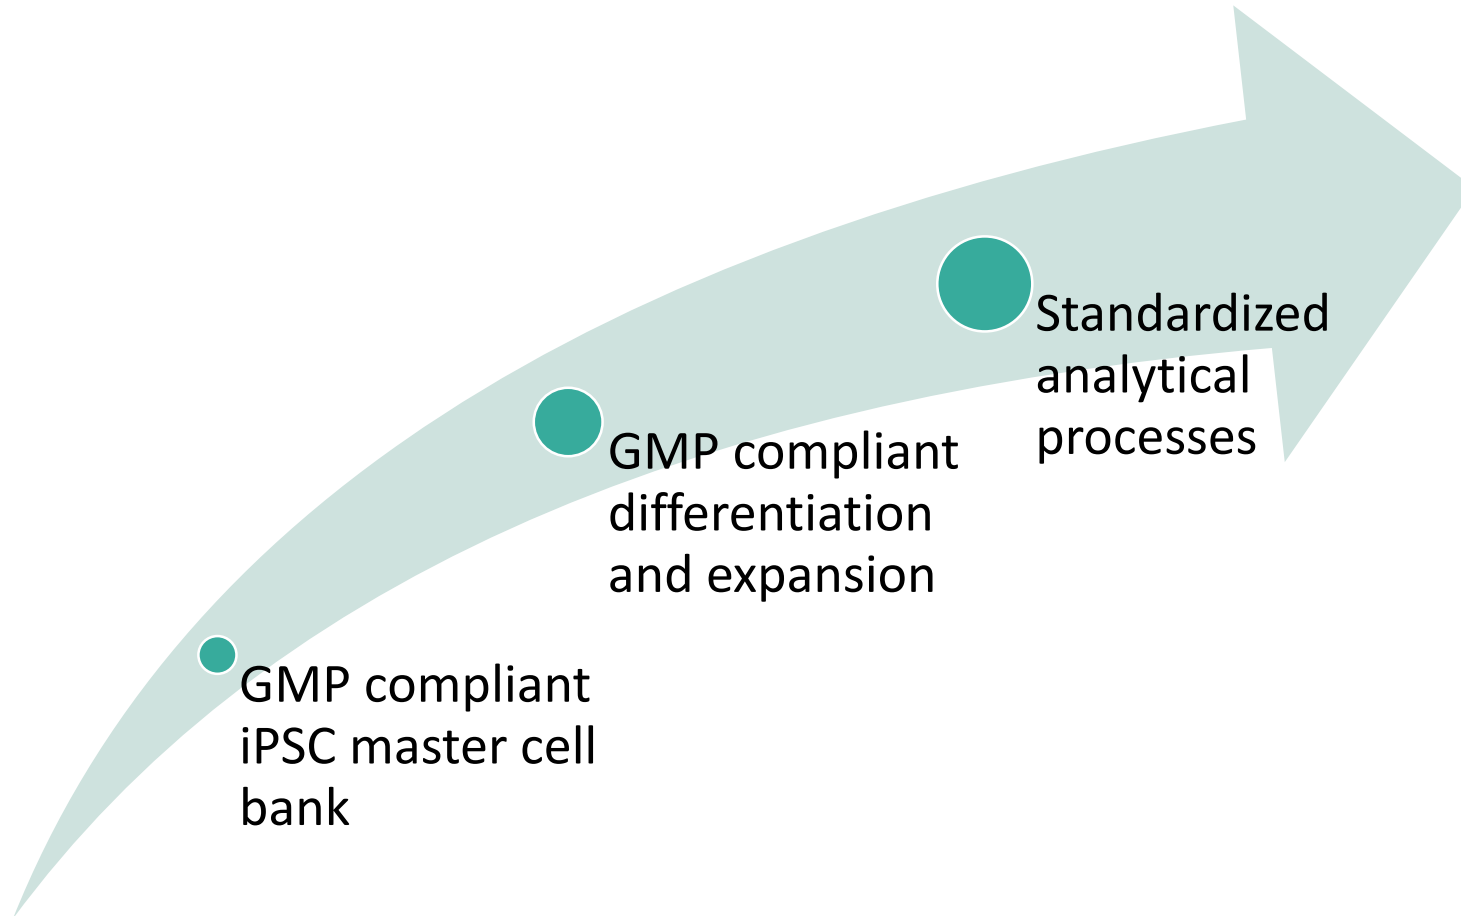 GMP compliant
iPSC master cell
bank
GMP compliant
differentiation
and expansion
Standardized
analytical
processes